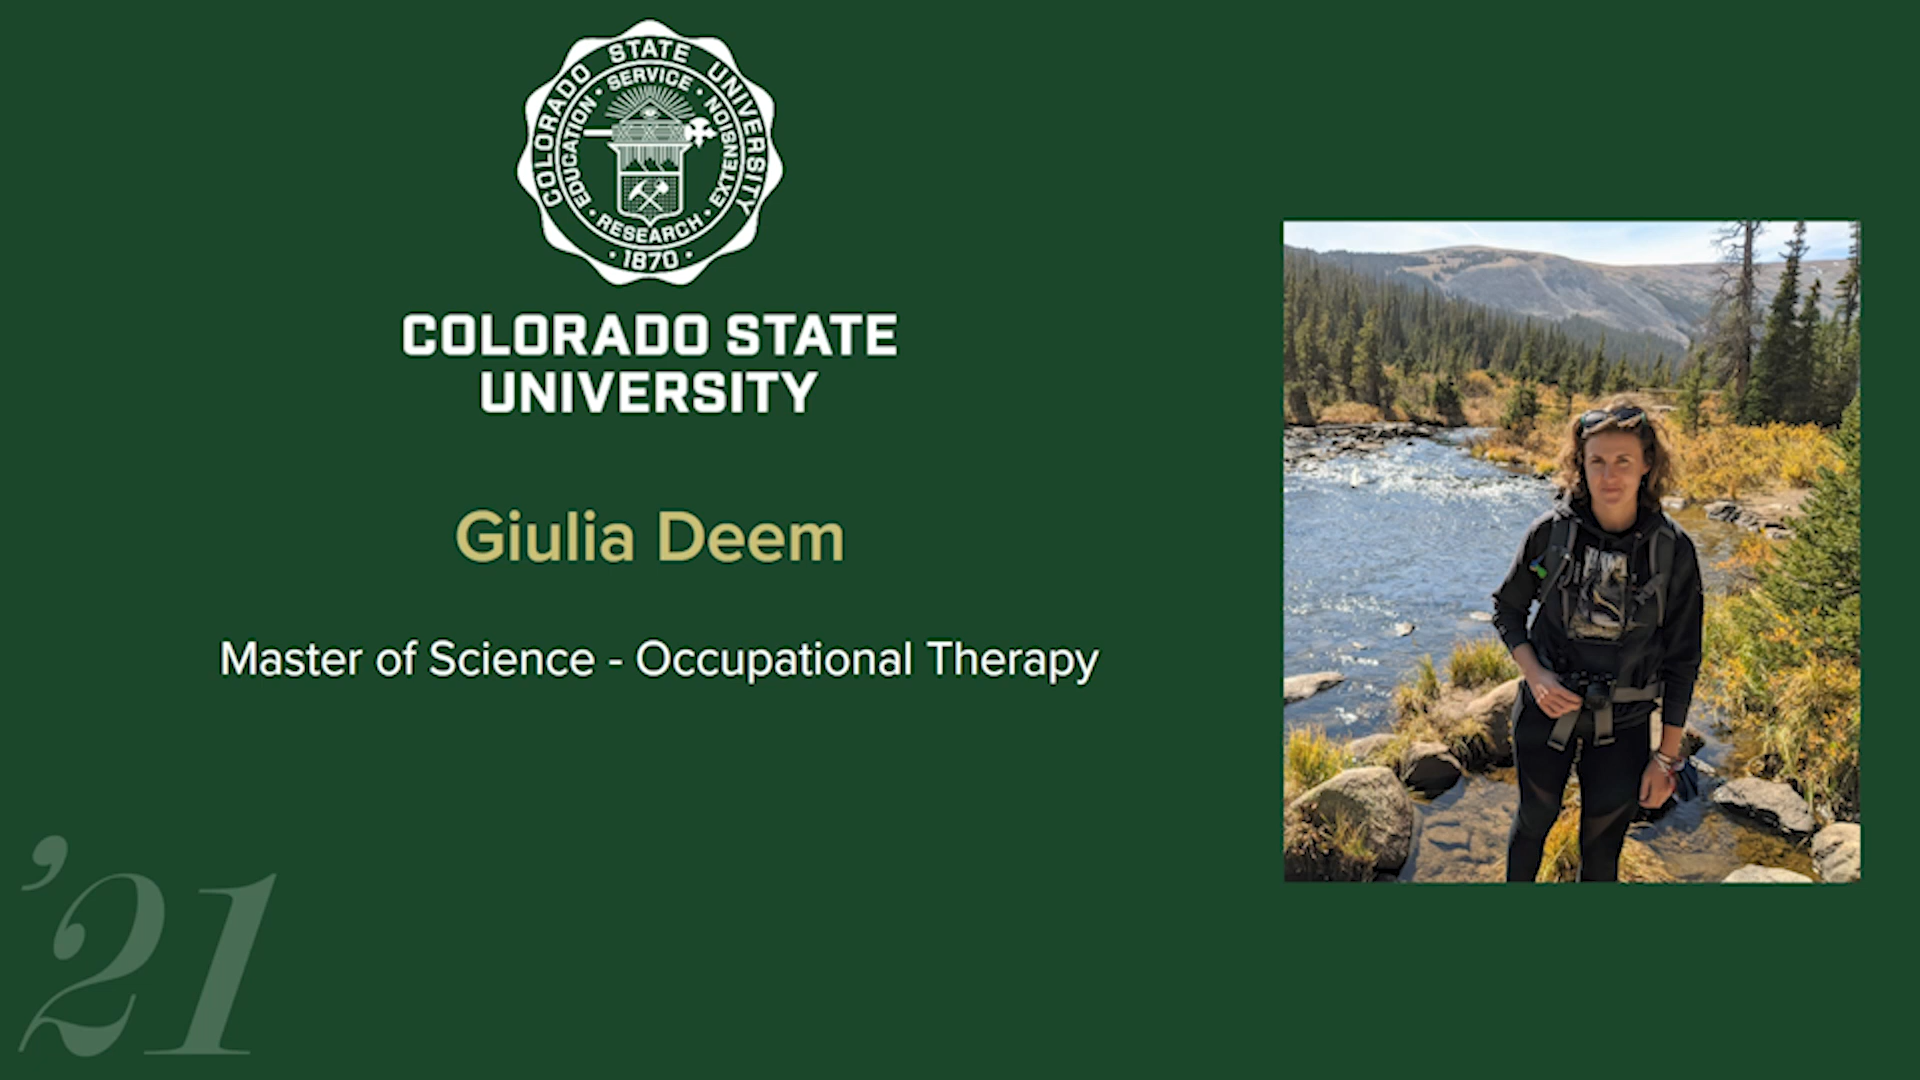 COLORADO STATE UNIVERSITY
EDUCATION • SERVICE • EXTENSION • RESEARCH
• 1870 •
COLORADO STATE
UNIVERSITY
Giulia Deem
Master of Science - Occupational Therapy
’21